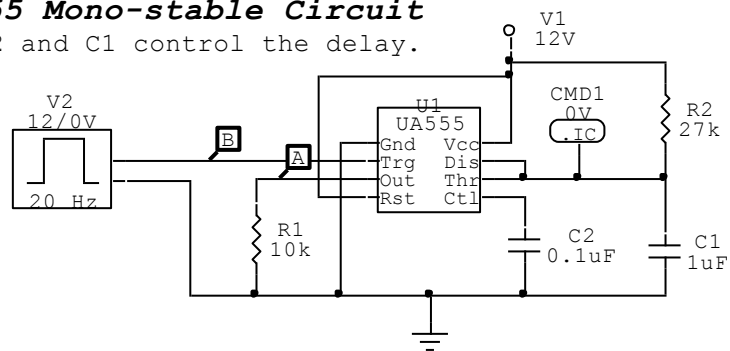 55 Mono-stable Circuit
2 and C1 control the delay.
V1
12V
V2
12/0V
20 Hz
B
A
U1
UA555
Gnd Vcc
Trg Dis
Out Thr
Rst Ctl
CMD1
0V
.IC
R2
27k
R1
10k
C2
0.1uF
C1
1uF